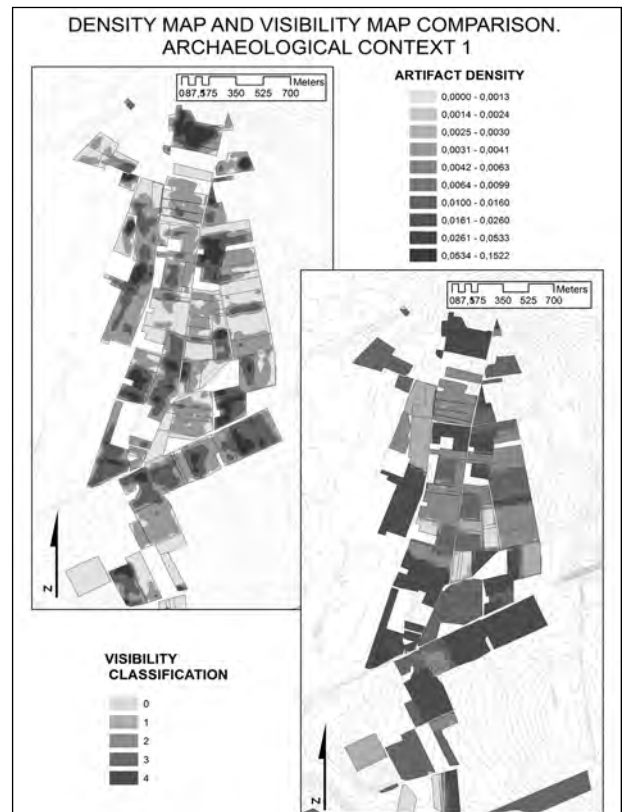 DENSITY MAP AND VISIBILITY MAP COMPARISON.
ARCHAEOLOGICAL CONTEXT 1
Meters
087,5175 350 525 700
ARTIFACT DENSITY
0,0000 - 0,0013
0,0014 - 0,0024
0,0025 - 0,0030
0,0031 - 0,0041
0,0042 - 0,0063
0,0064 - 0,0099
0,0100 - 0,0160
0,0161 - 0,0260
0,0261 - 0,0533
0,0534 - 0,1522
Meters
087,5175 350 525 700
N
VISIBILITY
CLASSIFICATION
0
1
2
3
4
N